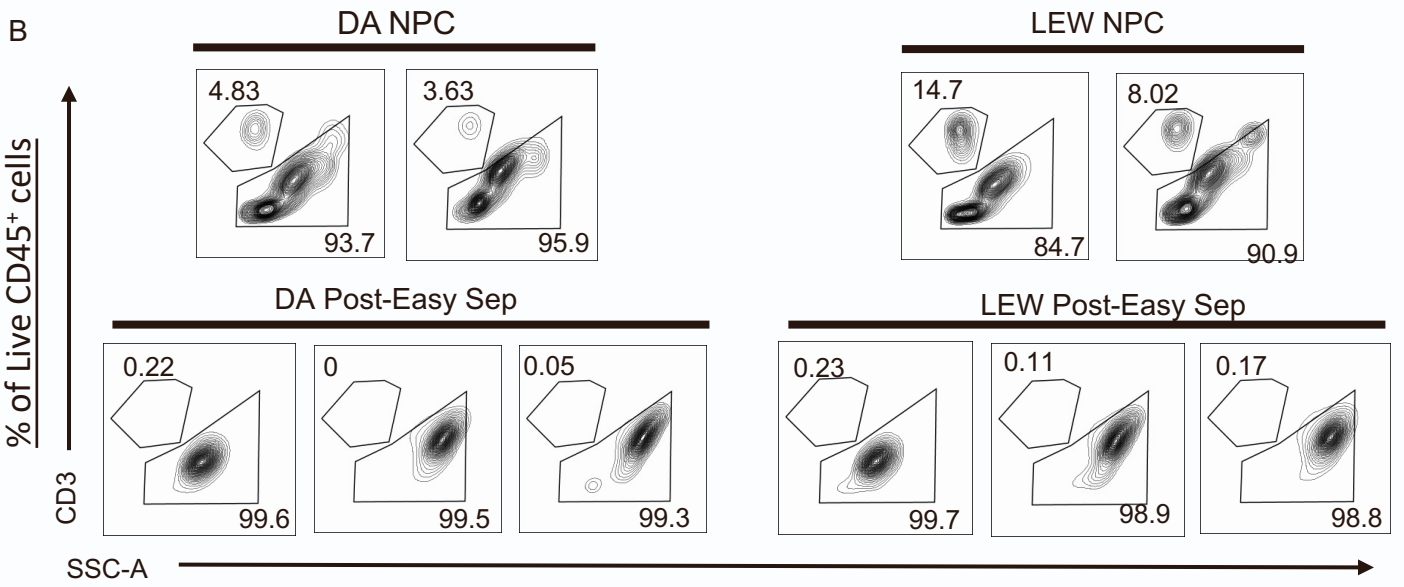 B
DA NPC
LEW NPC
4.83
93.7
3.63
95.9
14.7
84.7
8.02
90.9
% of Live CD45⁺ cells
DA Post-Easy Sep
LEW Post-Easy Sep
0.22
99.6
0
99.5
0.05
99.3
0.23
99.7
0.11
98.9
0.17
98.8
CD3
SSC-A